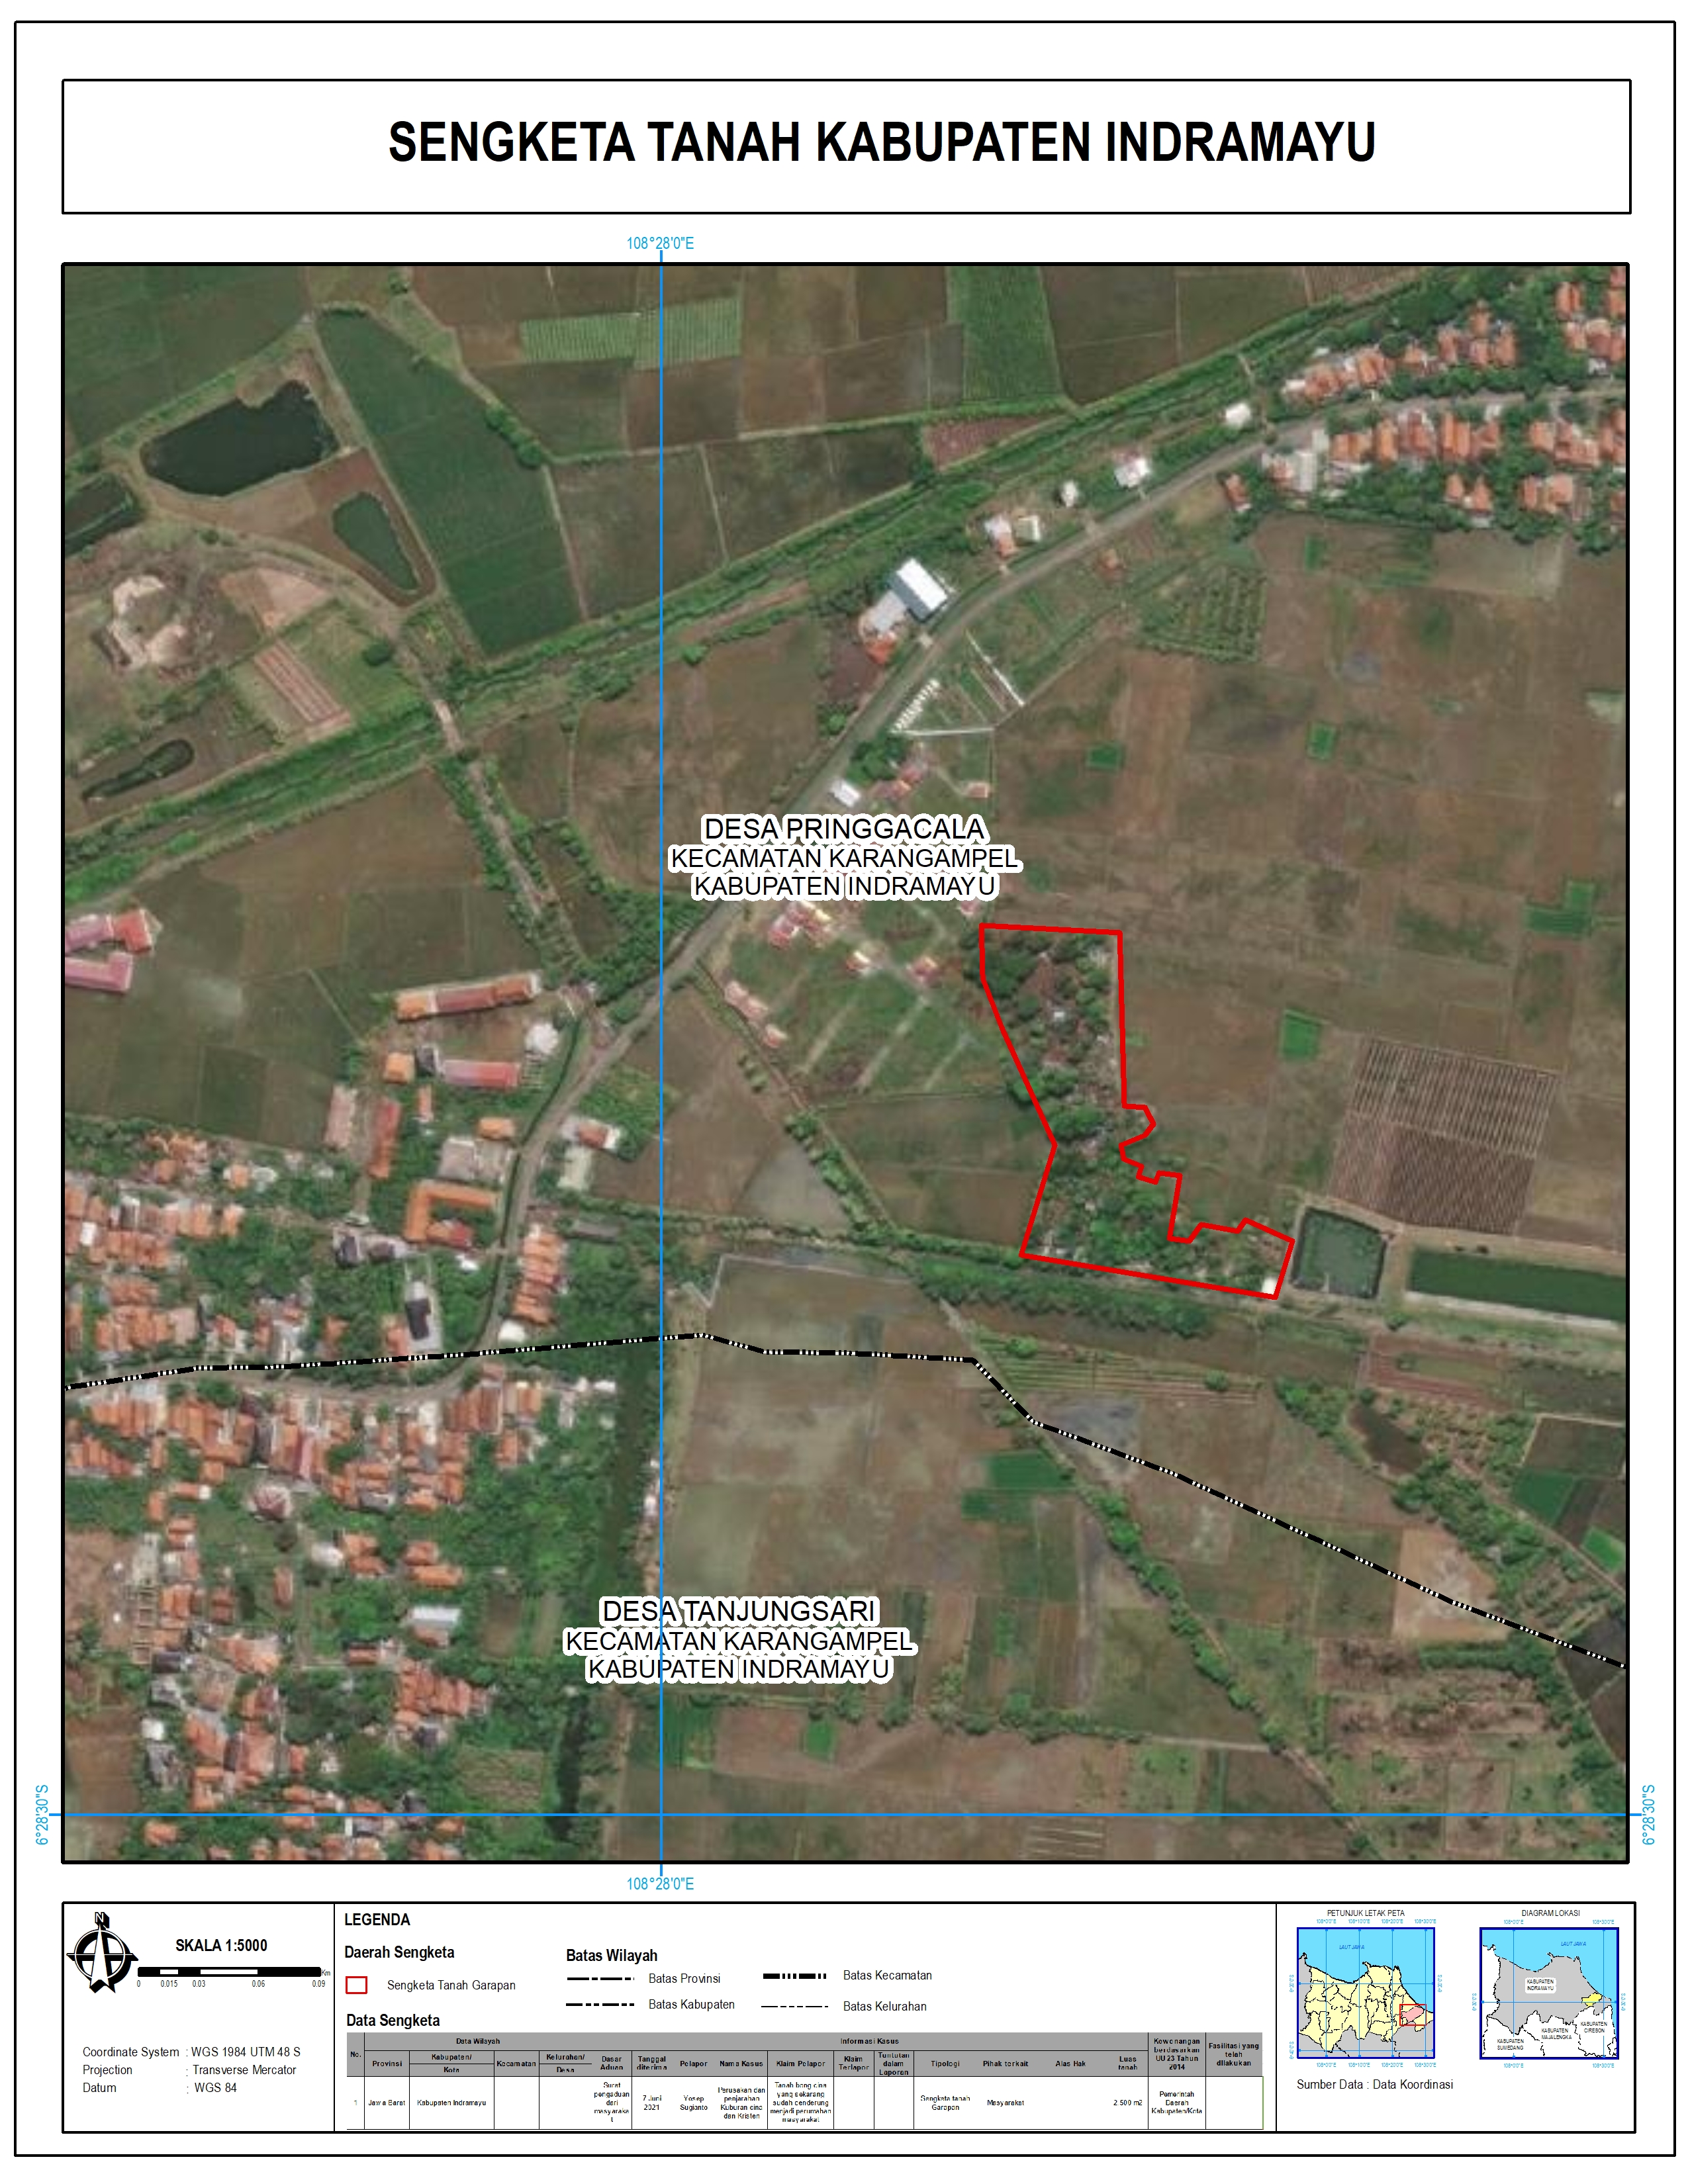 SENGKETA TANAH KABUPATEN INDRAMAYU
108°28'0"E
DESA PRINGGACALA
KECAMATAN KARANGAMPEL
KABUPATEN INDRAMAYU
DESA TANJUNGSARI
KECAMATAN KARANGAMPEL
KABUPATEN INDRAMAYU
6°28'30"S
6°28'30"S
108°28'0"E
N
SKALA 1:5000
Km
0 0.015 0.03 0.06 0.09
Coordinate System : WGS 1984 UTM 48 S
Projection : Transverse Mercator
Datum : WGS 84
LEGENDA
Daerah Sengketa
Sengketa Tanah Garapan
Batas Wilayah
Batas Provinsi
Batas Kabupaten
Batas Kecamatan
Batas Kelurahan
Data Sengketa
No.
Data Wilayah
Informasi Kasus
Provinsi
Kabupaten/
Kota
Kecamatan
Kelurahan/
Desa
Dasar
Aduan
Tanggal
diterima
Pelapor
Nama Kasus
Klaim Pelapor
Klaim
Terlapor
Tuntutan
dalam
Laporan
Tipologi
Pihak terkait
Alas Hak
Luas
tanah
Kewenangan
berdasarkan
UU 23 Tahun
2014
Fasilitasi yang
telah
dilakukan
1
Jawa Barat
Kabupaten Indramayu
Surat
pengaduan
dari
masyaraka
t
7 Juni
2021
Yosep
Sugianto
Perusakan dan
penjarahan
Kuburan cina
dan Kristen
Tanah bong cina
yang sekarang
sudah cenderung
menjadi perumahan
masyarakat
Sengketa tanah
Garapan
Masyarakat
2 500 m2
Pemerintah
Daerah
Kabupaten/Kota
PETUNJUK LETAK PETA
LAUT JAWA
DIAGRAM LOKASI
LAUT JAWA
KABUPATEN
INDRAMAYU
KABUPATEN
CIREBON
KABUPATEN
MAJALENGKA
KABUPATEN
SUMEDANG
Sumber Data : Data Koordinasi